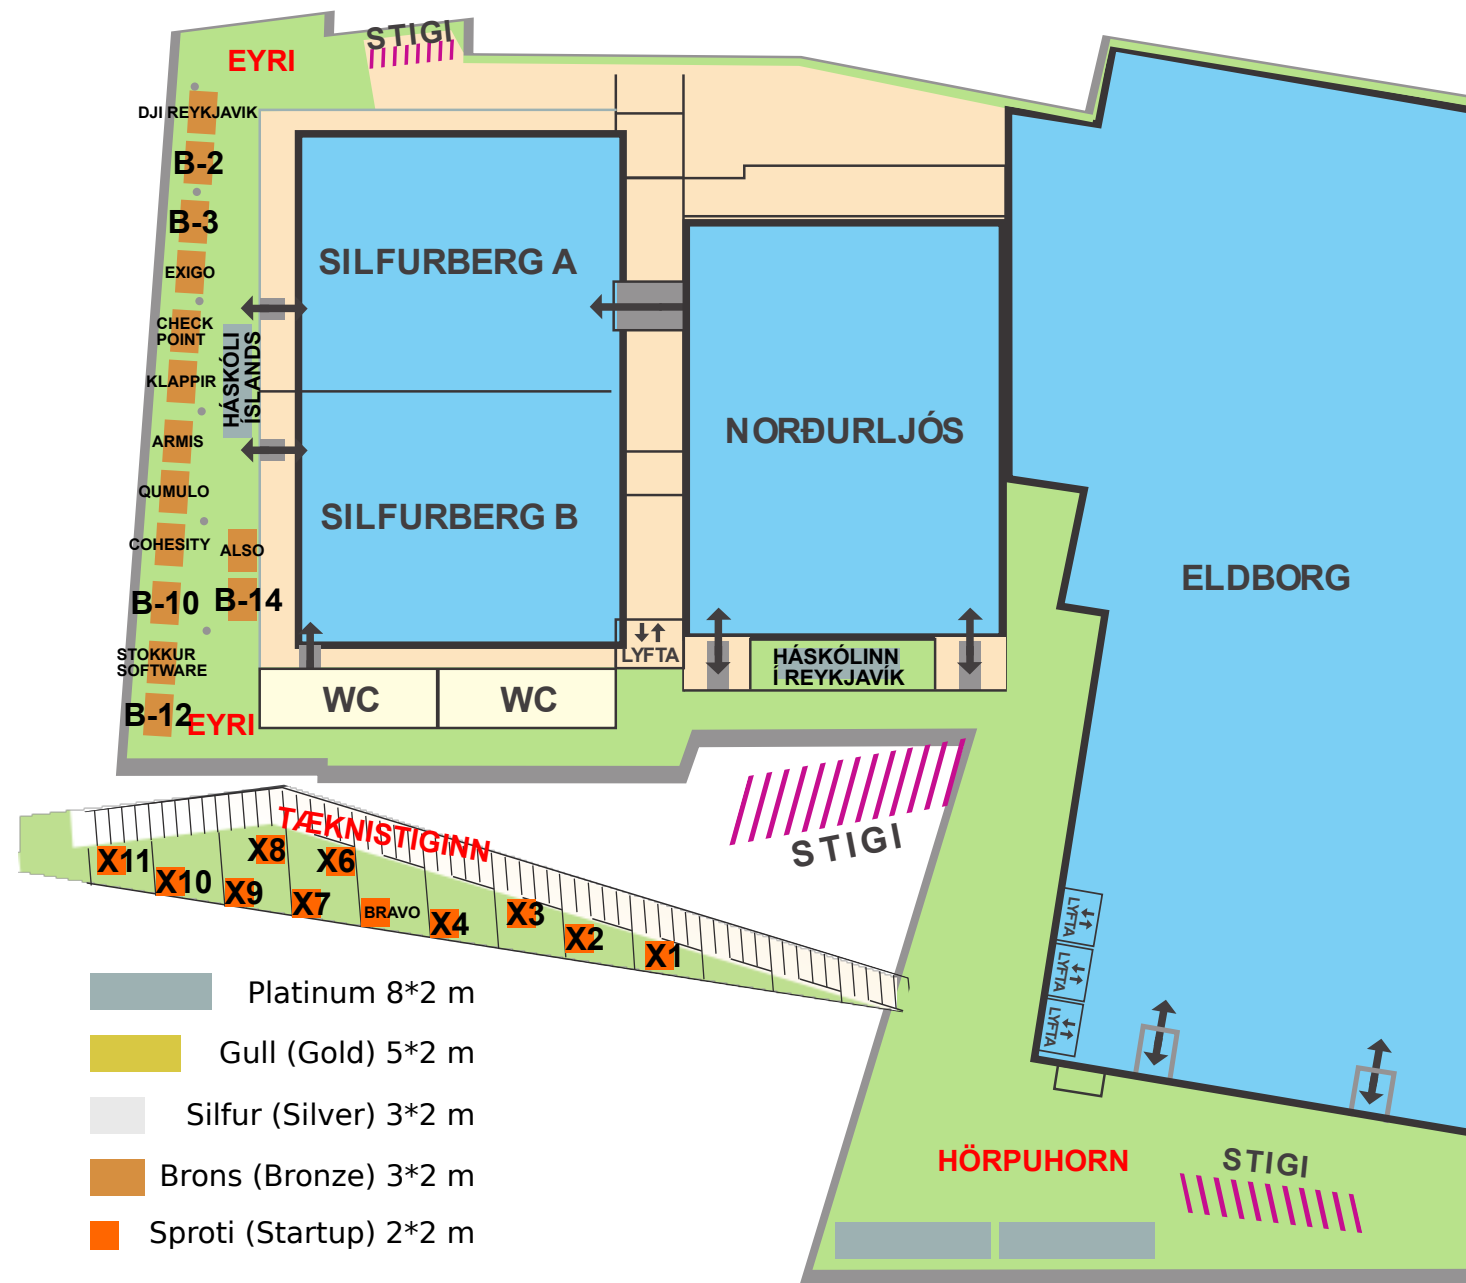 STIGI
EYRI
DJI REYKJAVIK
B-2
B-3
EXIGO
CHECK
POINT
KLAPPIR
ARMIS
QUMULO
COHESITY
B-10
STOKKUR
SOFTWARE
B-12
EYRI
HÁSKÓLI
ÍSLANDS
ALSO
B-14
SILFURBERG A
SILFURBERG B
WC
WC
LYFTA
NORÐURLJÓS
HÁSKÓLINN
Í REYKJAVÍK
ELDBORG
STIGI
TÆKNISTIGINN
X11
X10
X9
X8
X7
X6
BRAVO
X4
X3
X2
X1
LYFTA
LYFTA
LYFTA
Platinum 8*2 m
Gull (Gold) 5*2 m
Silfur (Silver) 3*2 m
Brons (Bronze) 3*2 m
Sproti (Startup) 2*2 m
HÖRPUHORN
STIGI